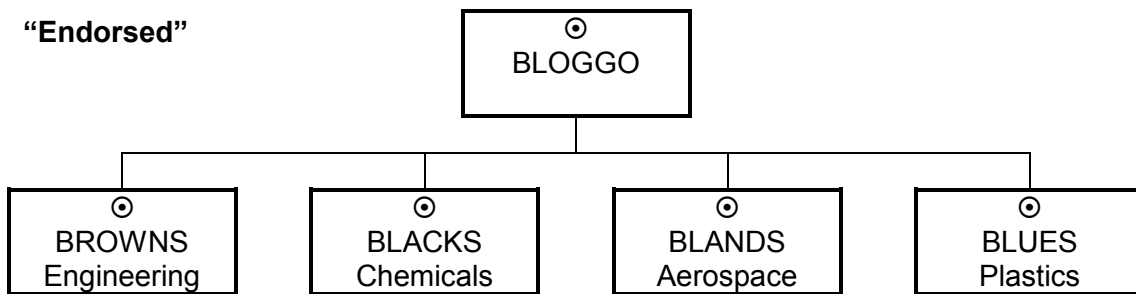 “Endorsed”
⊙
BLOGGO
⊙
BROWNS
Engineering
⊙
BLACKS
Chemicals
⊙
BLANDS
Aerospace
⊙
BLUES
Plastics